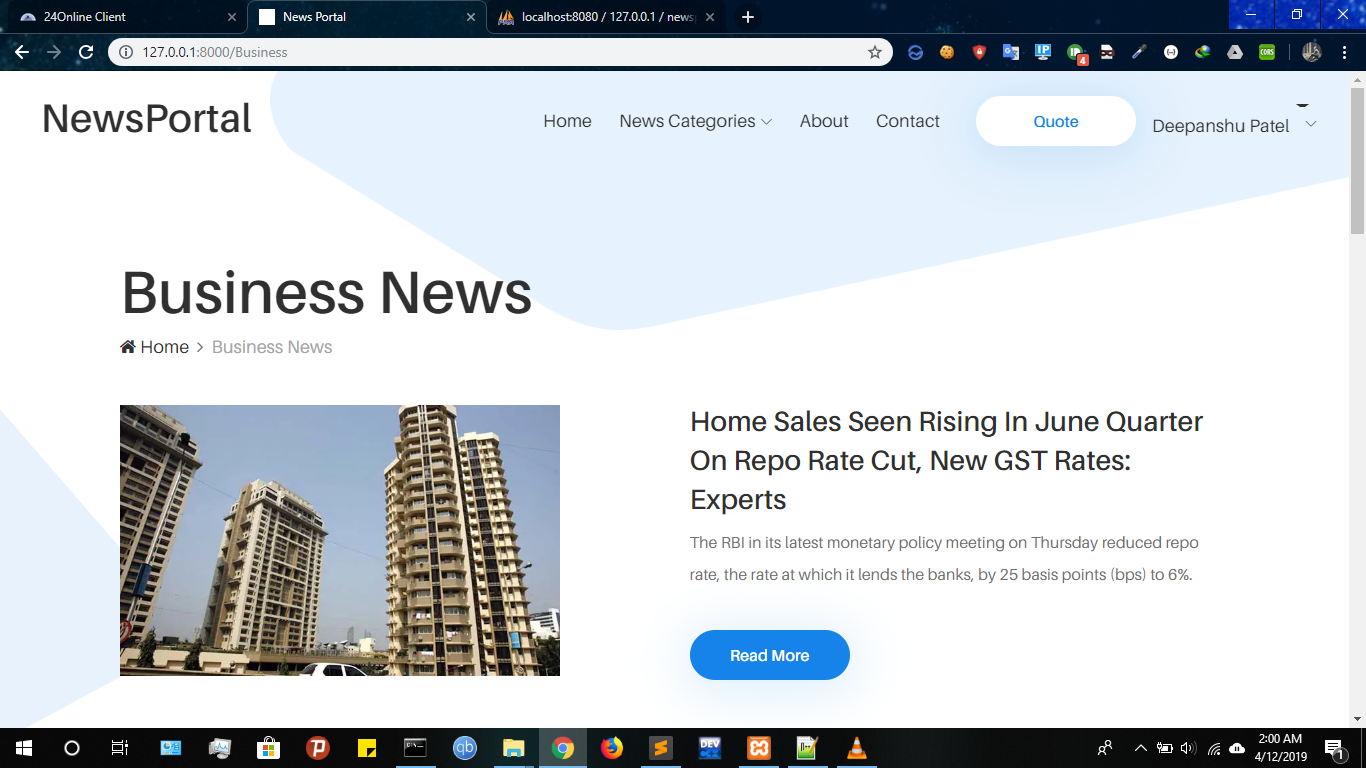 24Online Client
News Portal
localhost:8080 / 127.0.0.1 / news
127.0.0.1:8000/Business
IP
4
CORS
NewsPortal
Home
News Categories
About
Contact
Quote
Deepanshu Patel
Business News
Home > Business News
Home Sales Seen Rising In June Quarter
On Repo Rate Cut, New GST Rates:
Experts
The RBI in its latest monetary policy meeting on Thursday reduced repo
rate, the rate at which it lends the banks, by 25 basis points (bps) to 6%.
Read More
qb
DEV
2:00 AM
4/12/2019
1